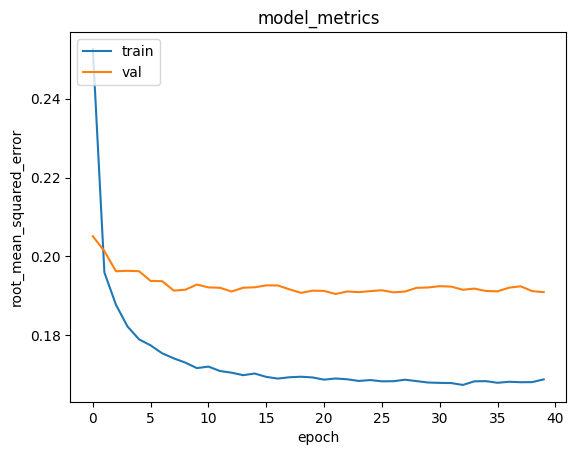 model_metrics
train
val
root_mean_squared_error
0.24
0.22
0.20
0.18
0 5 10 15 20 25 30 35 40
epoch